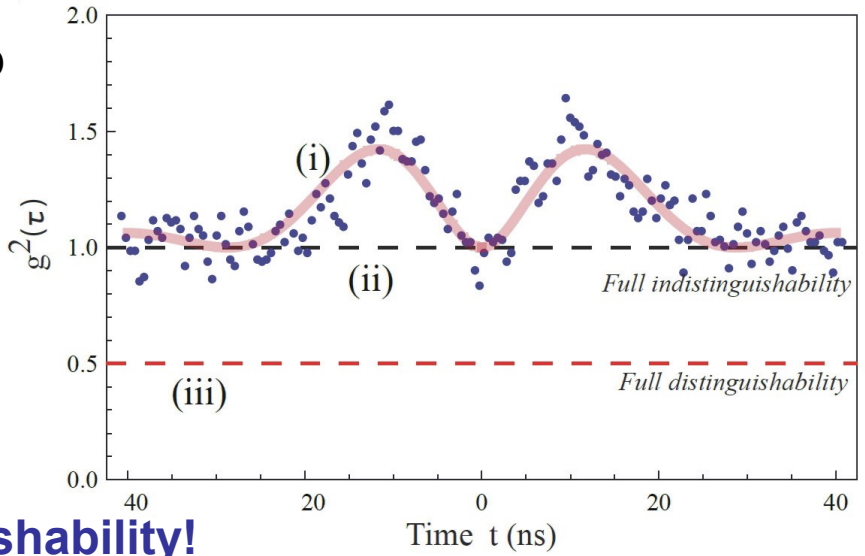 2.0
1.5
1.0
0.5
0.0
g²(τ)
(i)
(ii)
Full indistinguishability
(iii)
Full distinguishability
40
20
0
20
40
Time t (ns)
shability!